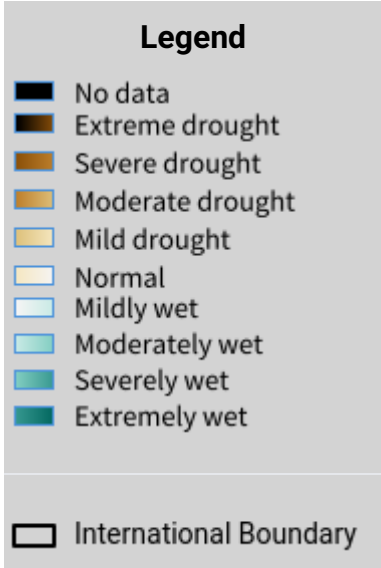 Legend
No data
Extreme drought
Severe drought
Moderate drought
Mild drought
Normal
Mildly wet
Moderately wet
Severely wet
Extremely wet
International Boundary